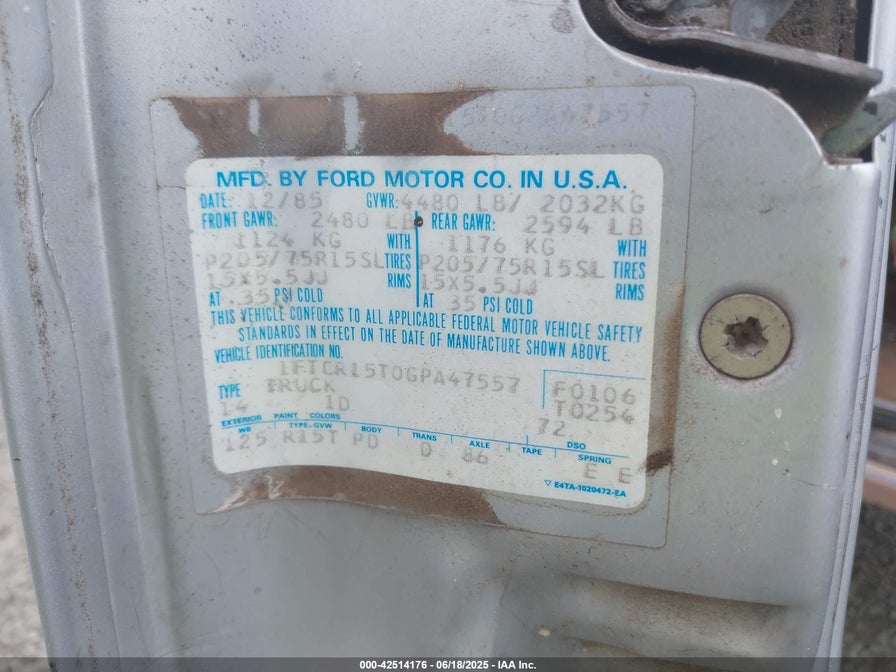 MFD. BY FORD MOTOR CO. IN U.S.A.
DATE: 12/85 GVWR: 4480 LB/ 2032KG
FRONT GAWR: 2480 LB REAR GAWR: 2594 LB
1124 KG WITH 1176 KG WITH
P205/75R15SL TIRES P205/75R15SL TIRES
15X5.5JJ RIMS 15X5.5JJ RIMS
AT 35 PSI COLD AT 35 PSI COLD
THIS VEHICLE CONFORMS TO ALL APPLICABLE FEDERAL MOTOR VEHICLE SAFETY
STANDARDS IN EFFECT ON THE DATE OF MANUFACTURE SHOWN ABOVE.
VEHICLE IDENTIFICATION NO.
1FTCR15T0GPA47557 F0106
TYPE TRUCK T0254
14 1D 72
EXTERIOR PAINT COLORS DSO
WB TYPE-GVW BODY TRANS AXLE TAPE SPRING
125 R15T PD D 86 E E
▽ E4TA-1020472-EA
000-42514176 - 06/18/2025 - IAA Inc.